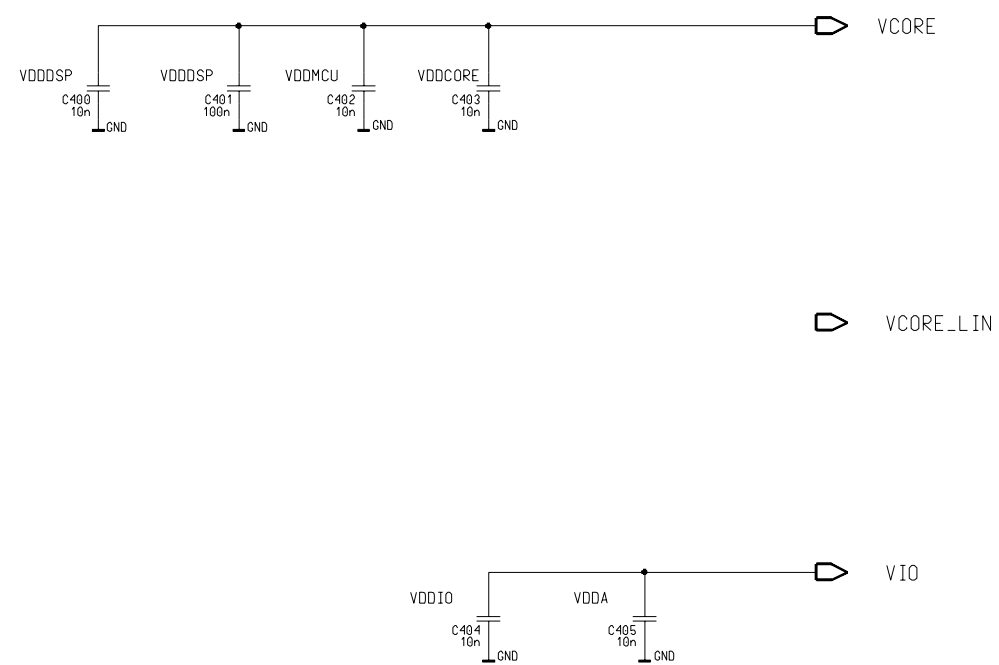 VCORE
VDDDSP
VDDDSP
VDDMCU
VDDCORE
C400
10n
C401
100n
C402
10n
C403
10n
GND
GND
GND
GND
VCORE_LIN
VIO
VDDIO
VDDA
C404
10n
C405
10n
GND
GND